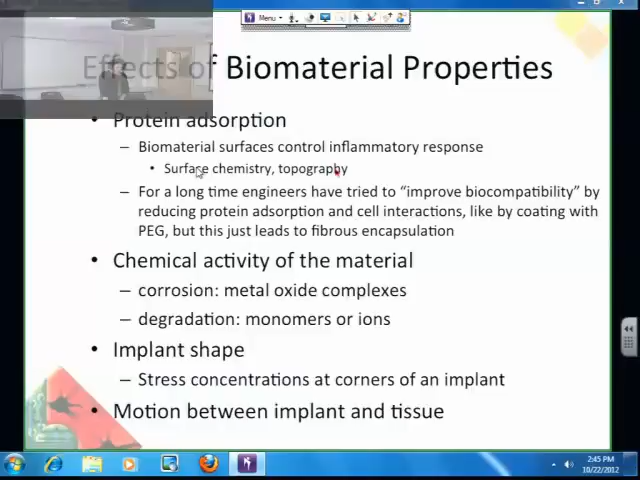 Menu
Effects of Biomaterial Properties
• Protein adsorption
– Biomaterial surfaces control inflammatory response
• Surface chemistry, topography
– For a long time engineers have tried to “improve biocompatibility” by
reducing protein adsorption and cell interactions, like by coating with
PEG, but this just leads to fibrous encapsulation
• Chemical activity of the material
– corrosion: metal oxide complexes
– degradation: monomers or ions
• Implant shape
– Stress concentrations at corners of an implant
• Motion between implant and tissue
2:45 PM
10/22/2012